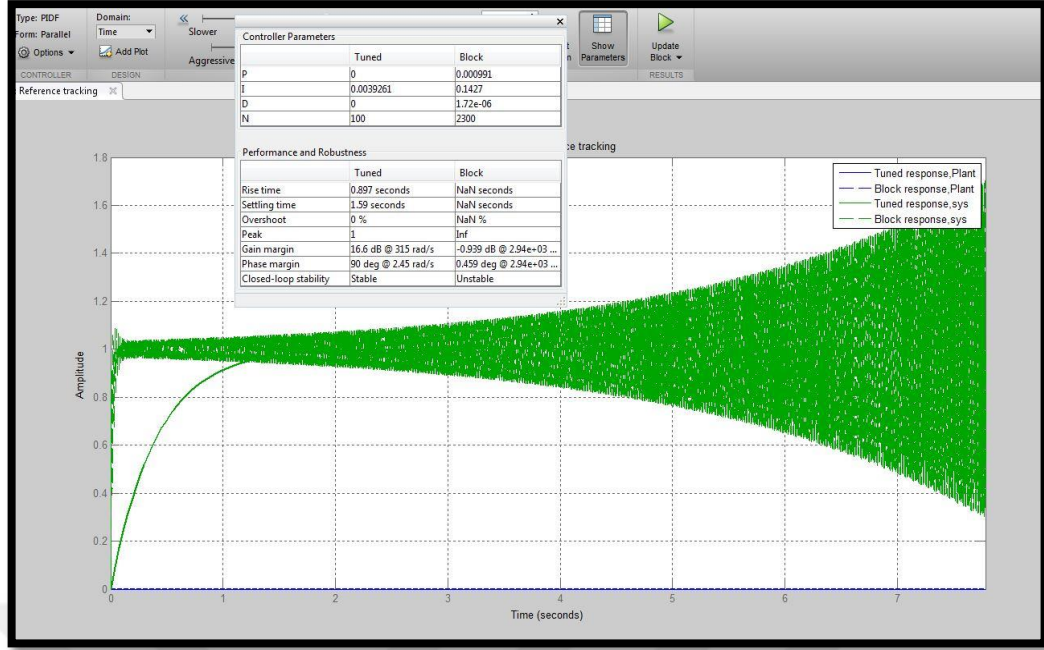 Type: PIDF
Domain:
Form: Parallel
Time
Slower
Options
Add Plot
Aggressive
Show
Parameters
Update
Block
CONTROLLER
DESIGN
RESULTS
Reference tracking
Controller Parameters
Tuned Block
P 0 0.000991
I 0.0039261 0.1427
D 0 1.72e-06
N 100 2300
Performance and Robustness
Tuned Block
Rise time 0.897 seconds NaN seconds
Settling time 1.59 seconds NaN seconds
Overshoot 0 % NaN %
Peak 1 Inf
Gain margin 16.6 dB @ 315 rad/s -0.939 dB @ 2.94e+03 ...
Phase margin 90 deg @ 2.45 rad/s 0.459 deg @ 2.94e+03 ...
Closed-loop stability Stable Unstable
ce tracking
Tuned response,Plant
Block response,Plant
Tuned response,sys
Block response,sys
1.8
1.6
1.4
1.2
1
0.8
0.6
0.4
0.2
0
Amplitude
0 1 2 3 4 5 6 7
Time (seconds)